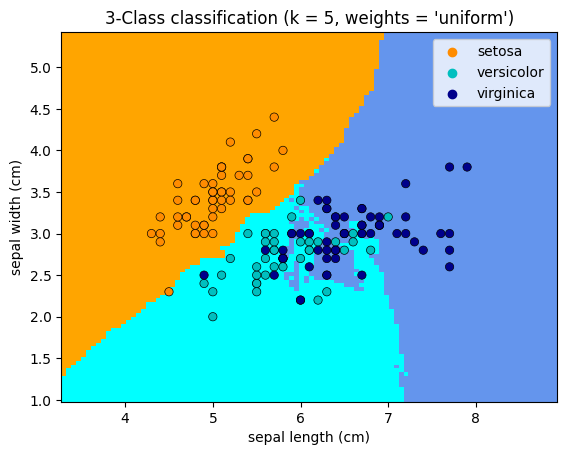 3-Class classification (k = 5, weights = 'uniform')
setosa
versicolor
virginica
sepal width (cm)
5.0
4.5
4.0
3.5
3.0
2.5
2.0
1.5
1.0
4 5 6 7 8
sepal length (cm)